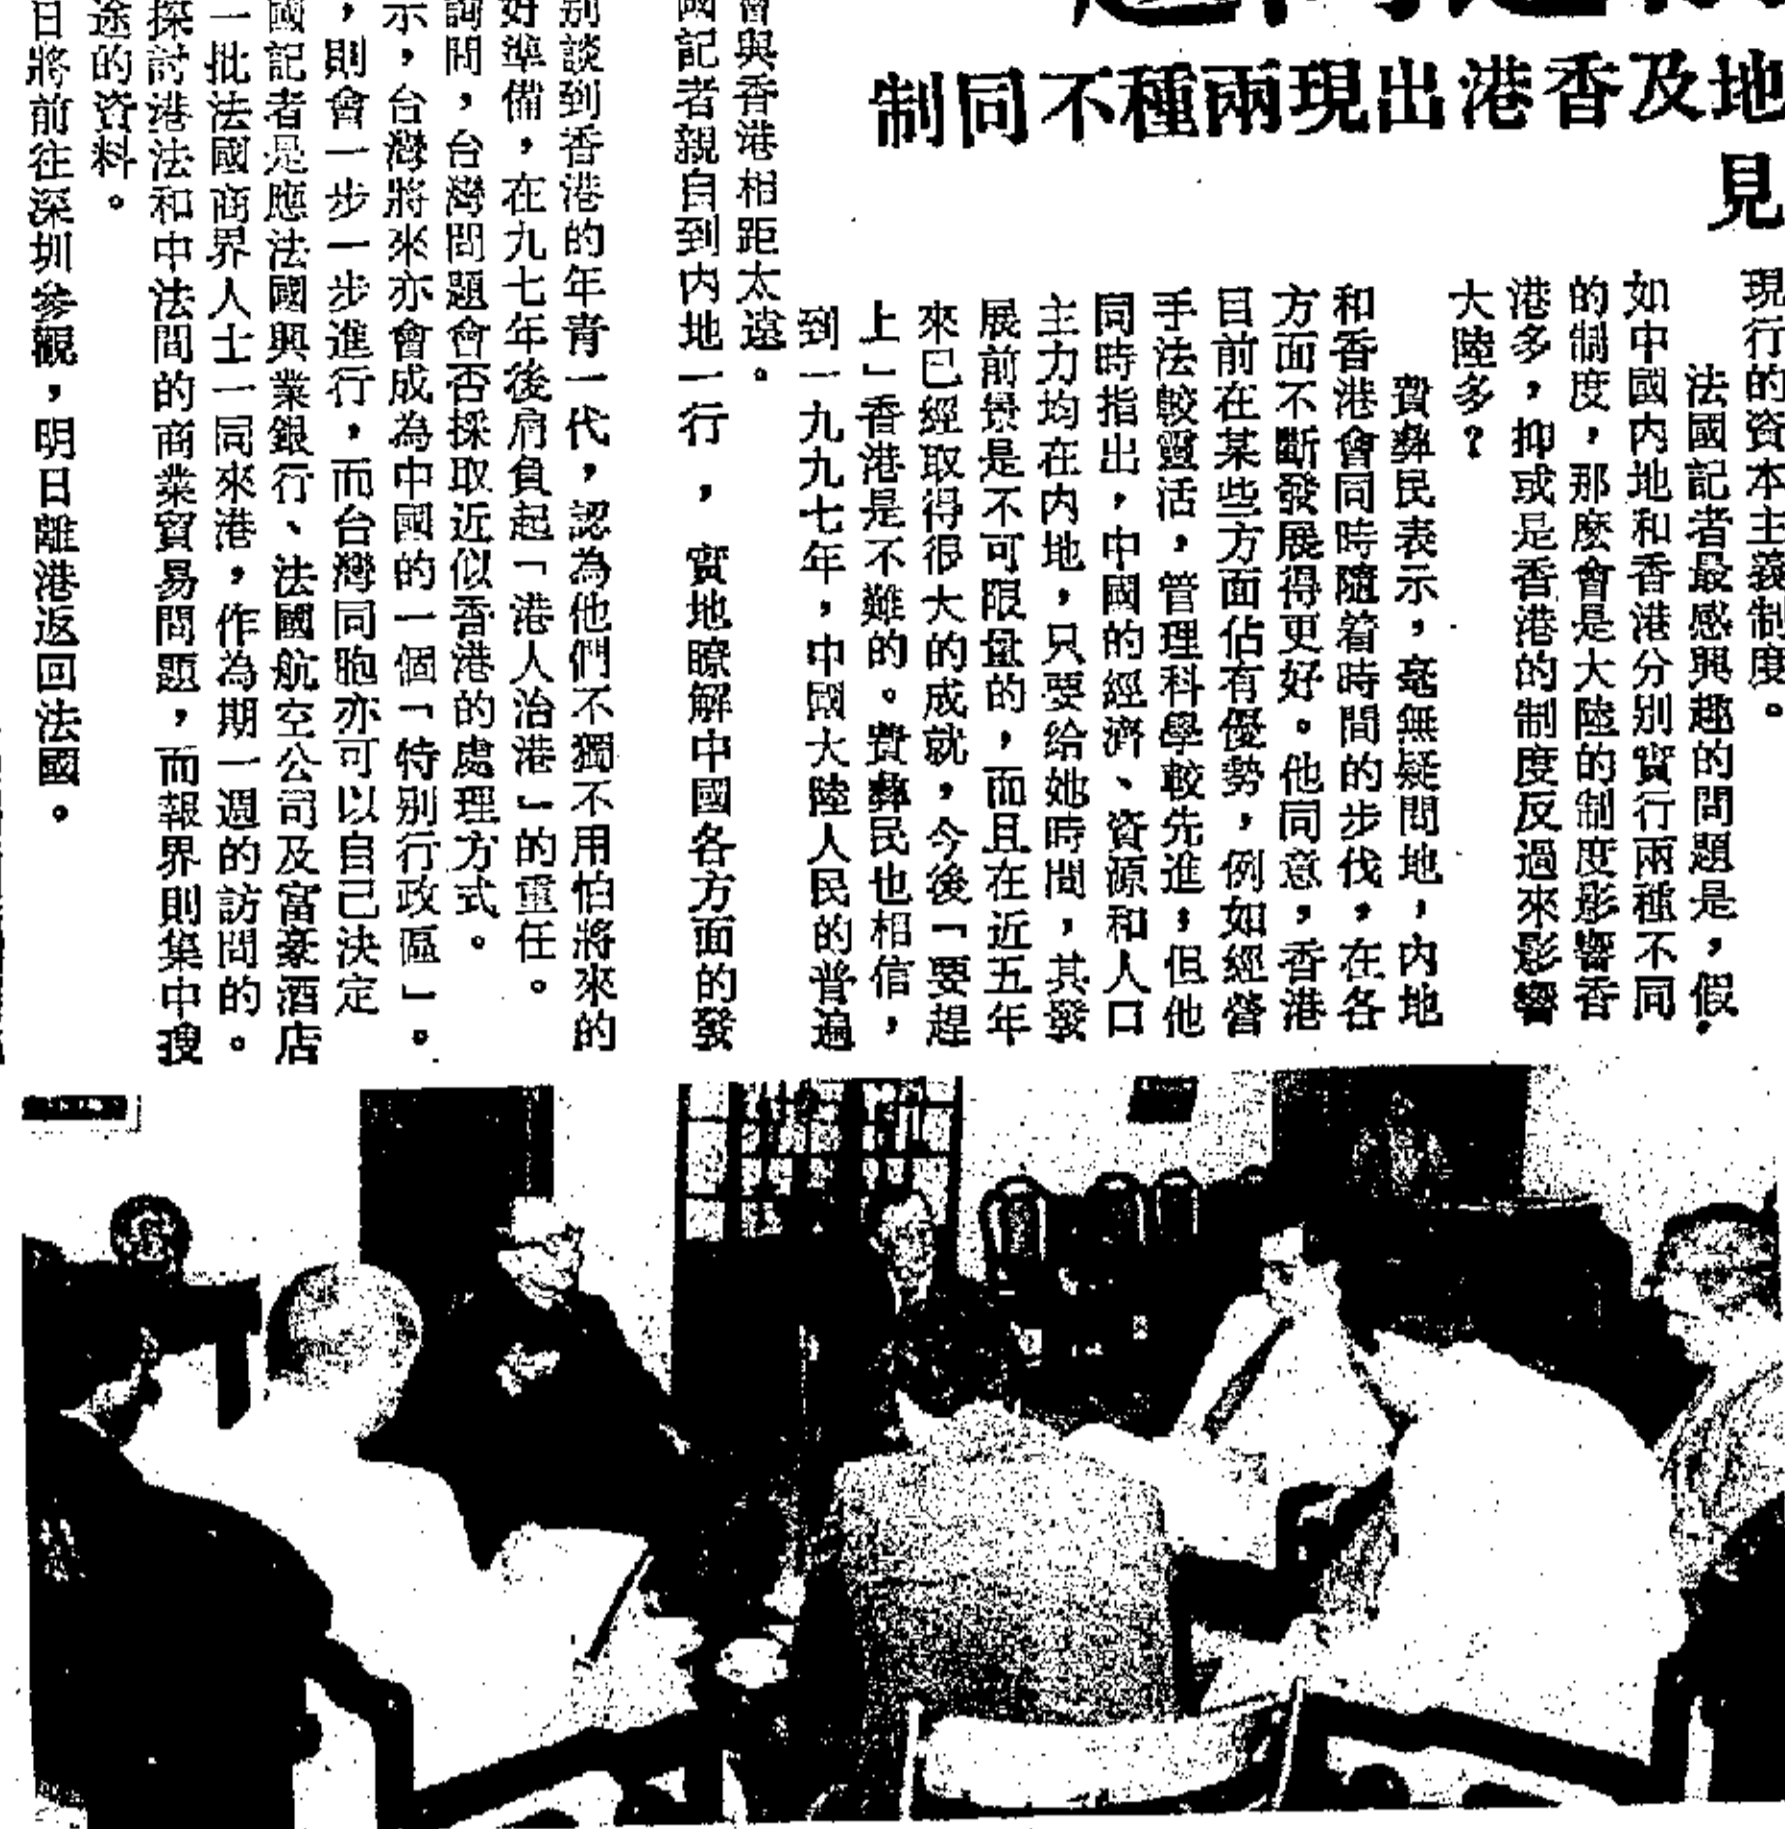 地及香港出現兩種不同制
見
現行的資本主義制度。
法國記者最感興趣的問題是，假
如中國內地和香港分別實行兩種不同
的制度，那麽會是大陸的制度影響香
港多，抑或是香港的制度反過來影響
大陸多？
費彝民表示，毫無疑問地，內地
和香港會同時隨着時間的步伐，在各
方面不斷發展得更好。他同意，香港
目前在某些方面佔有優勢，例如經營
手法較靈活，管理科學較先進，但他
同時指出，中國的經濟、資源和人口
主力均在內地，只要給她時間，其發
展前景是不可限量的，而且在近五年
來已經取得很大的成就，今後「要趕
上」香港是不難的。費彝民也相信，
到一九九七年，中國大陸人民的普遍
會與香港相距太遠。
國記者親自到內地一行，實地瞭解中國各方面的發
別談到香港的年青一代，認為他們不獨不用怕將來的
好準備，在九七年後肩負起「港人治港」的重任。
詢問，台灣問題會否採取近似香港的處理方式。
示，台灣將來亦會成為中國的一個「特別行政區」。
，則會一步一步進行，而台灣同胞亦可以自己決定
國記者是應法國興業銀行、法國航空公司及富豪酒店
一批法國商界人士一同來港，作為期一週的訪問的。
探討港法和中法間的商業貿易問題，而報界則集中搜
途的資料。
日將前往深圳參觀，明日離港返回法國。